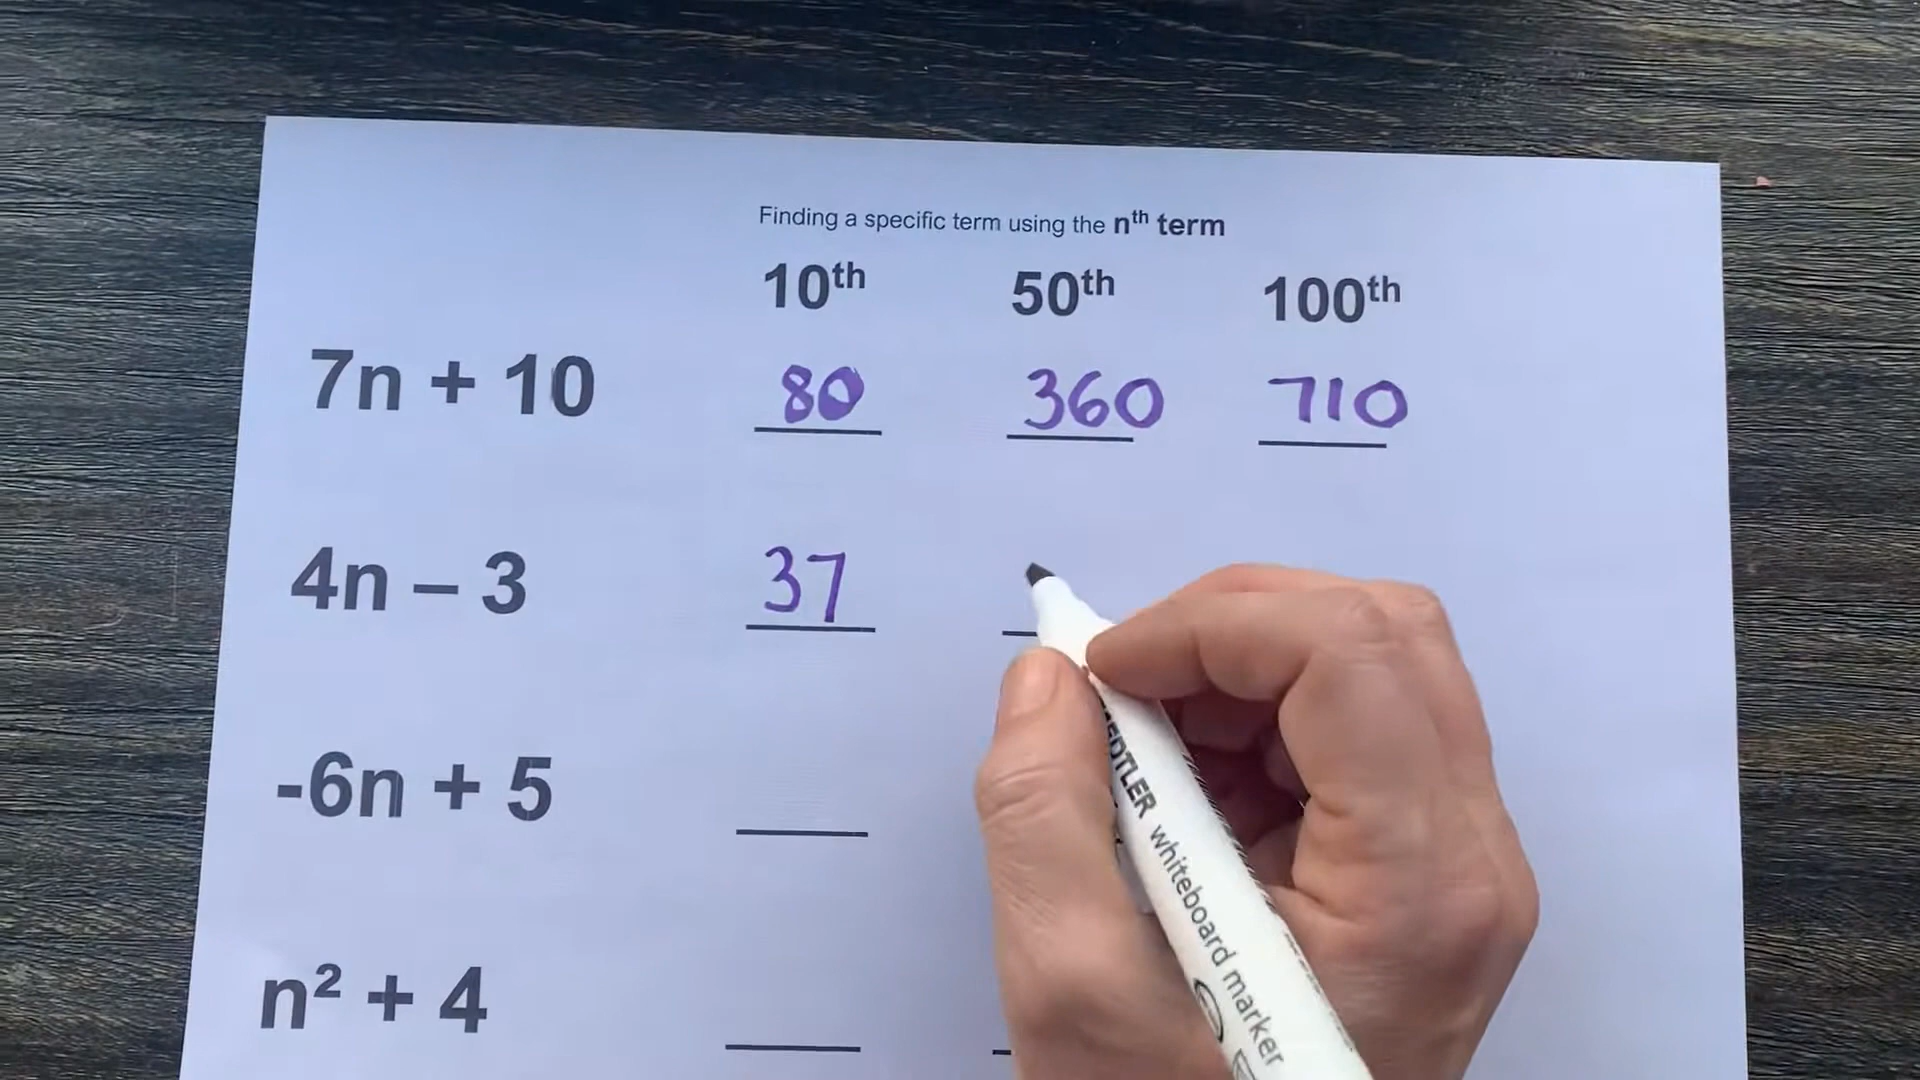 Finding a specific term using the nᵗʰ term
10ᵗʰ 50ᵗʰ 100ᵗʰ
7n + 10 80 360 710
4n – 3 37
-6n + 5
n² + 4
whiteboard marker